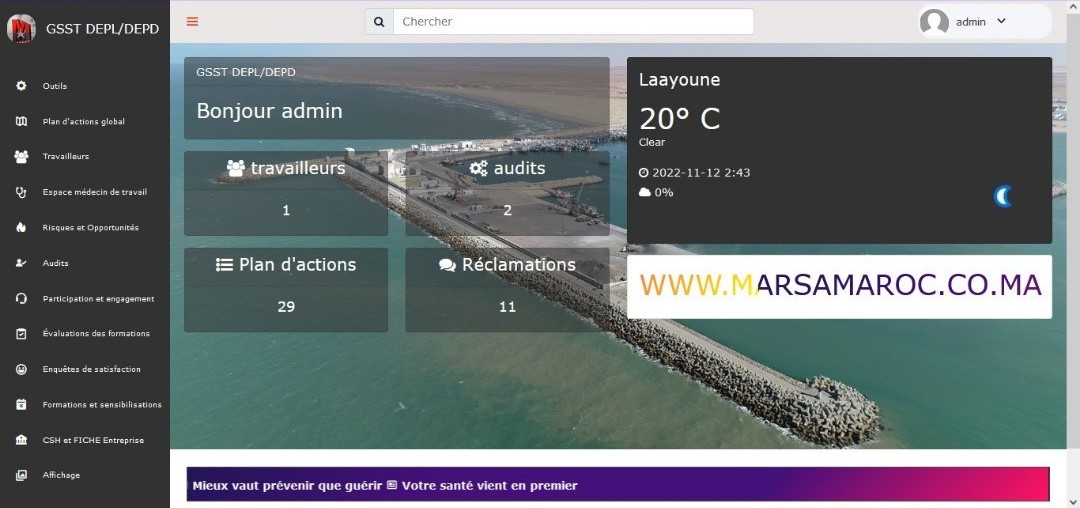 GSST DEPL/DEPD
Outils
Plan d'actions global
Travailleurs
Espace médecin de travail
Risques et Opportunités
Audits
Participation et engagement
Évaluations des formations
Enquêtes de satisfaction
Formations et sensibilisations
CSH et FICHE Entreprise
Affichage
Chercher
admin
GSST DEPL/DEPD
Bonjour admin
travailleurs
1
audits
2
Plan d'actions
29
Réclamations
11
Laayoune
20° C
Clear
2022-11-12 2:43
0%
WWW.MARSAMAROC.CO.MA
Mieux vaut prévenir que guérir Votre santé vient en premier